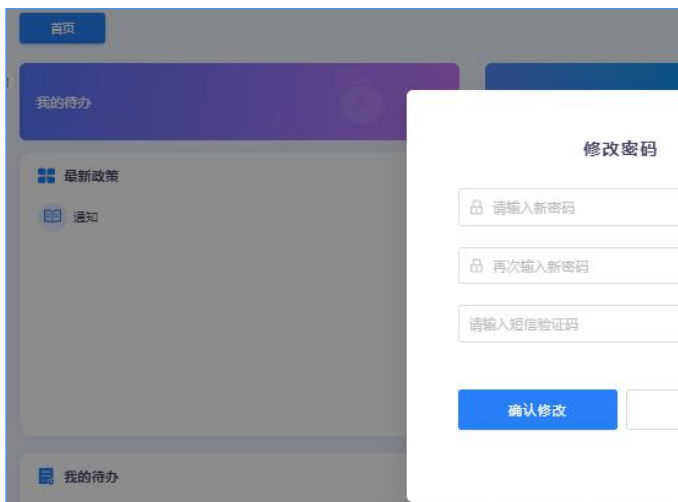 首页
我的待办
修改密码
最新政策
通知
请输入新密码
再次输入新密码
请输入短信验证码
确认修改
我的待办